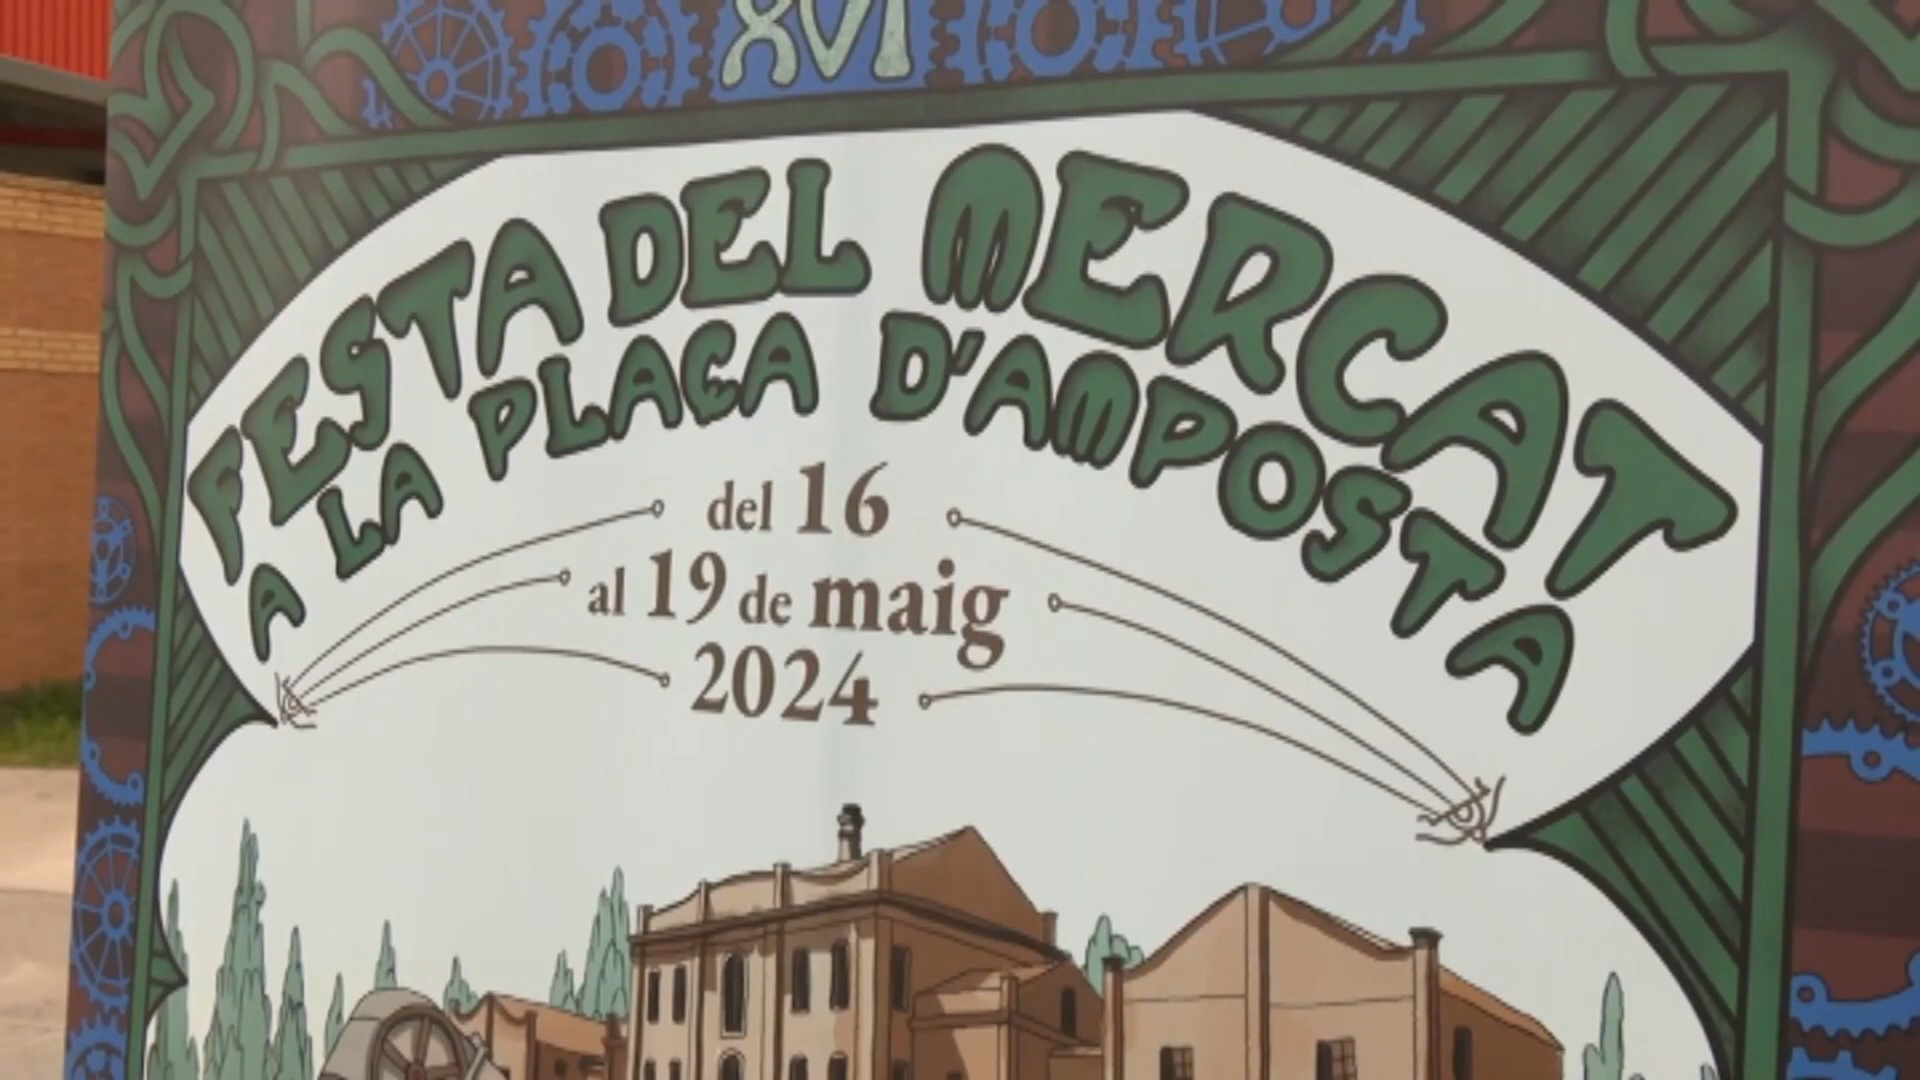 XVI
FESTA DEL MERCAT
A LA PLAÇA D'AMPOSTA
del 16
al 19 de maig
2024